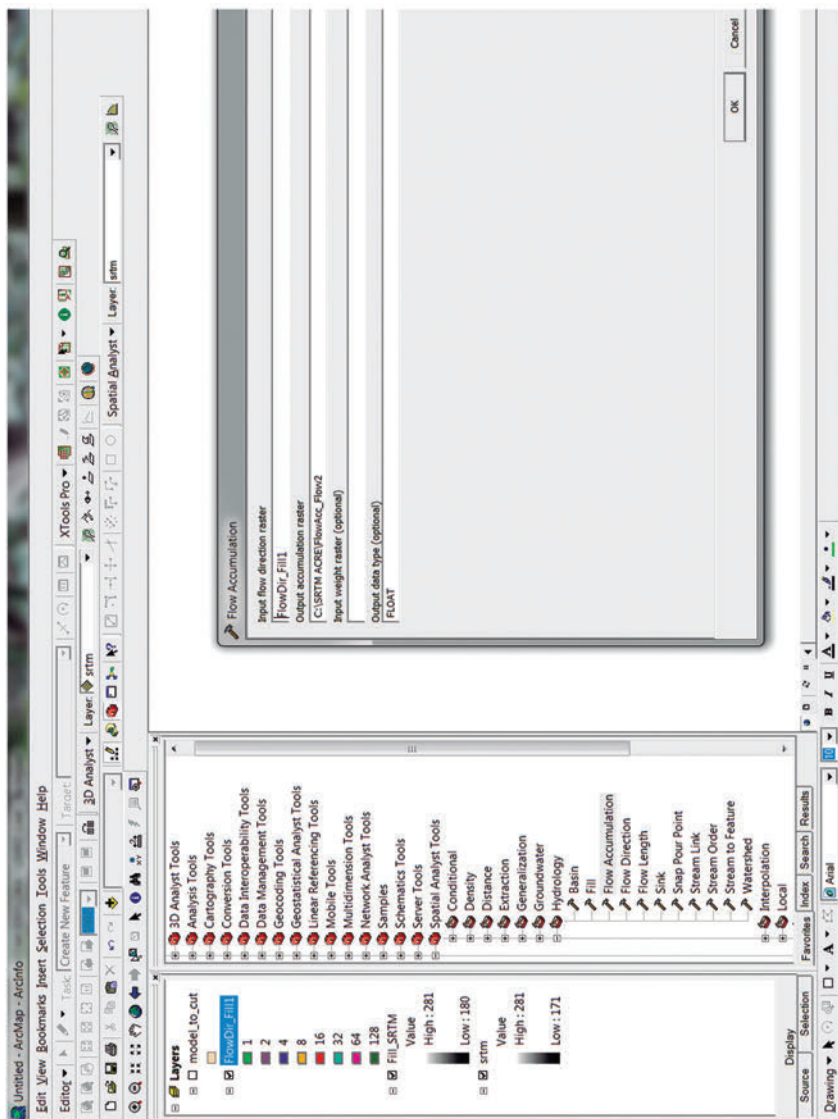 Untitled - ArcMap - ArcInfo
Edit View Bookmarks Insert Selection Tools Window Help
Editor Task: Create New Feature Target:
XTools Pro
3D Analyst Layer: srtm
Spatial Analyst Layer: srtm
Layers
model_to_cut
FlowDir_Fill1
1
2
4
8
16
32
64
128
Fill_SRTM
Value
High : 281
Low : 180
srtm
Value
High : 281
Low : 171
Display Source Selection
3D Analyst Tools
Analysis Tools
Cartography Tools
Conversion Tools
Data Interoperability Tools
Data Management Tools
Geocoding Tools
Geostatistical Analyst Tools
Linear Referencing Tools
Mobile Tools
Multidimension Tools
Network Analyst Tools
Samples
Schematics Tools
Server Tools
Spatial Analyst Tools
Conditional
Density
Distance
Extraction
Generalization
Groundwater
Hydrology
Basin
Fill
Flow Accumulation
Flow Direction
Flow Length
Sink
Snap Pour Point
Stream Link
Stream Order
Stream to Feature
Watershed
Interpolation
Local
Favorites Index Search Results
Flow Accumulation
Input flow direction raster
FlowDir_Fill1
Output accumulation raster
C:\SRTM ACRE\FlowAcc_Flow2
Input weight raster (optional)
Output data type (optional)
FLOAT
OK Cancel
Drawing A Arial 10 B I U A